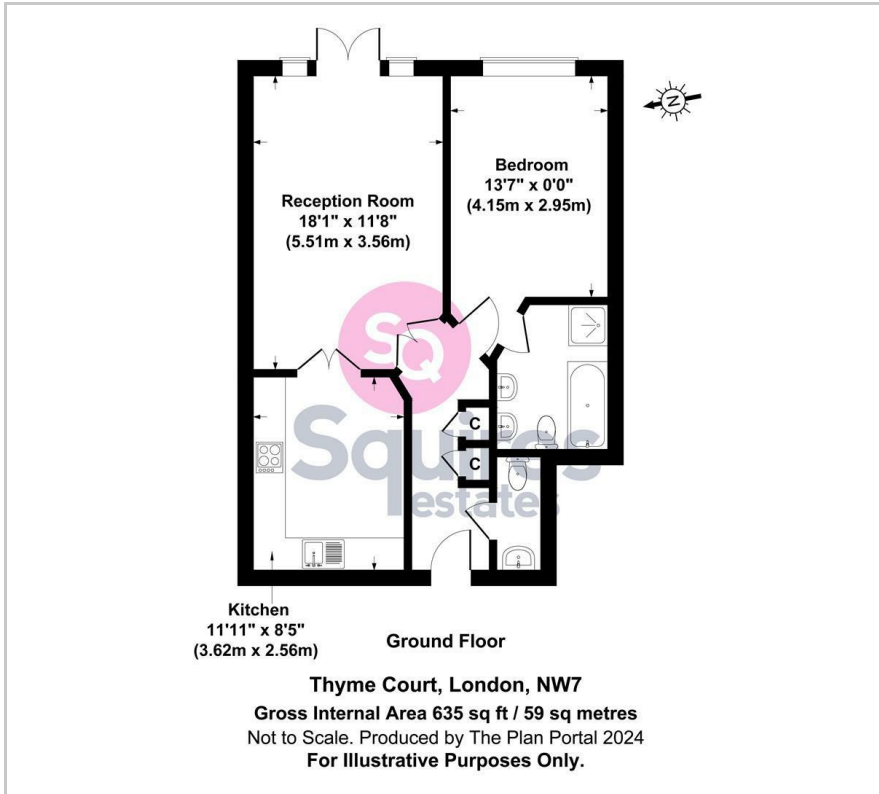 N
Bedroom
13'7" x 0'0"
(4.15m x 2.95m)
Reception Room
18'1" x 11'8"
(5.51m x 3.56m)
SQ
Squires
estates
C
C
Kitchen
11'11" x 8'5"
(3.62m x 2.56m)
Ground Floor
Thyme Court, London, NW7
Gross Internal Area 635 sq ft / 59 sq metres
Not to Scale. Produced by The Plan Portal 2024
For Illustrative Purposes Only.